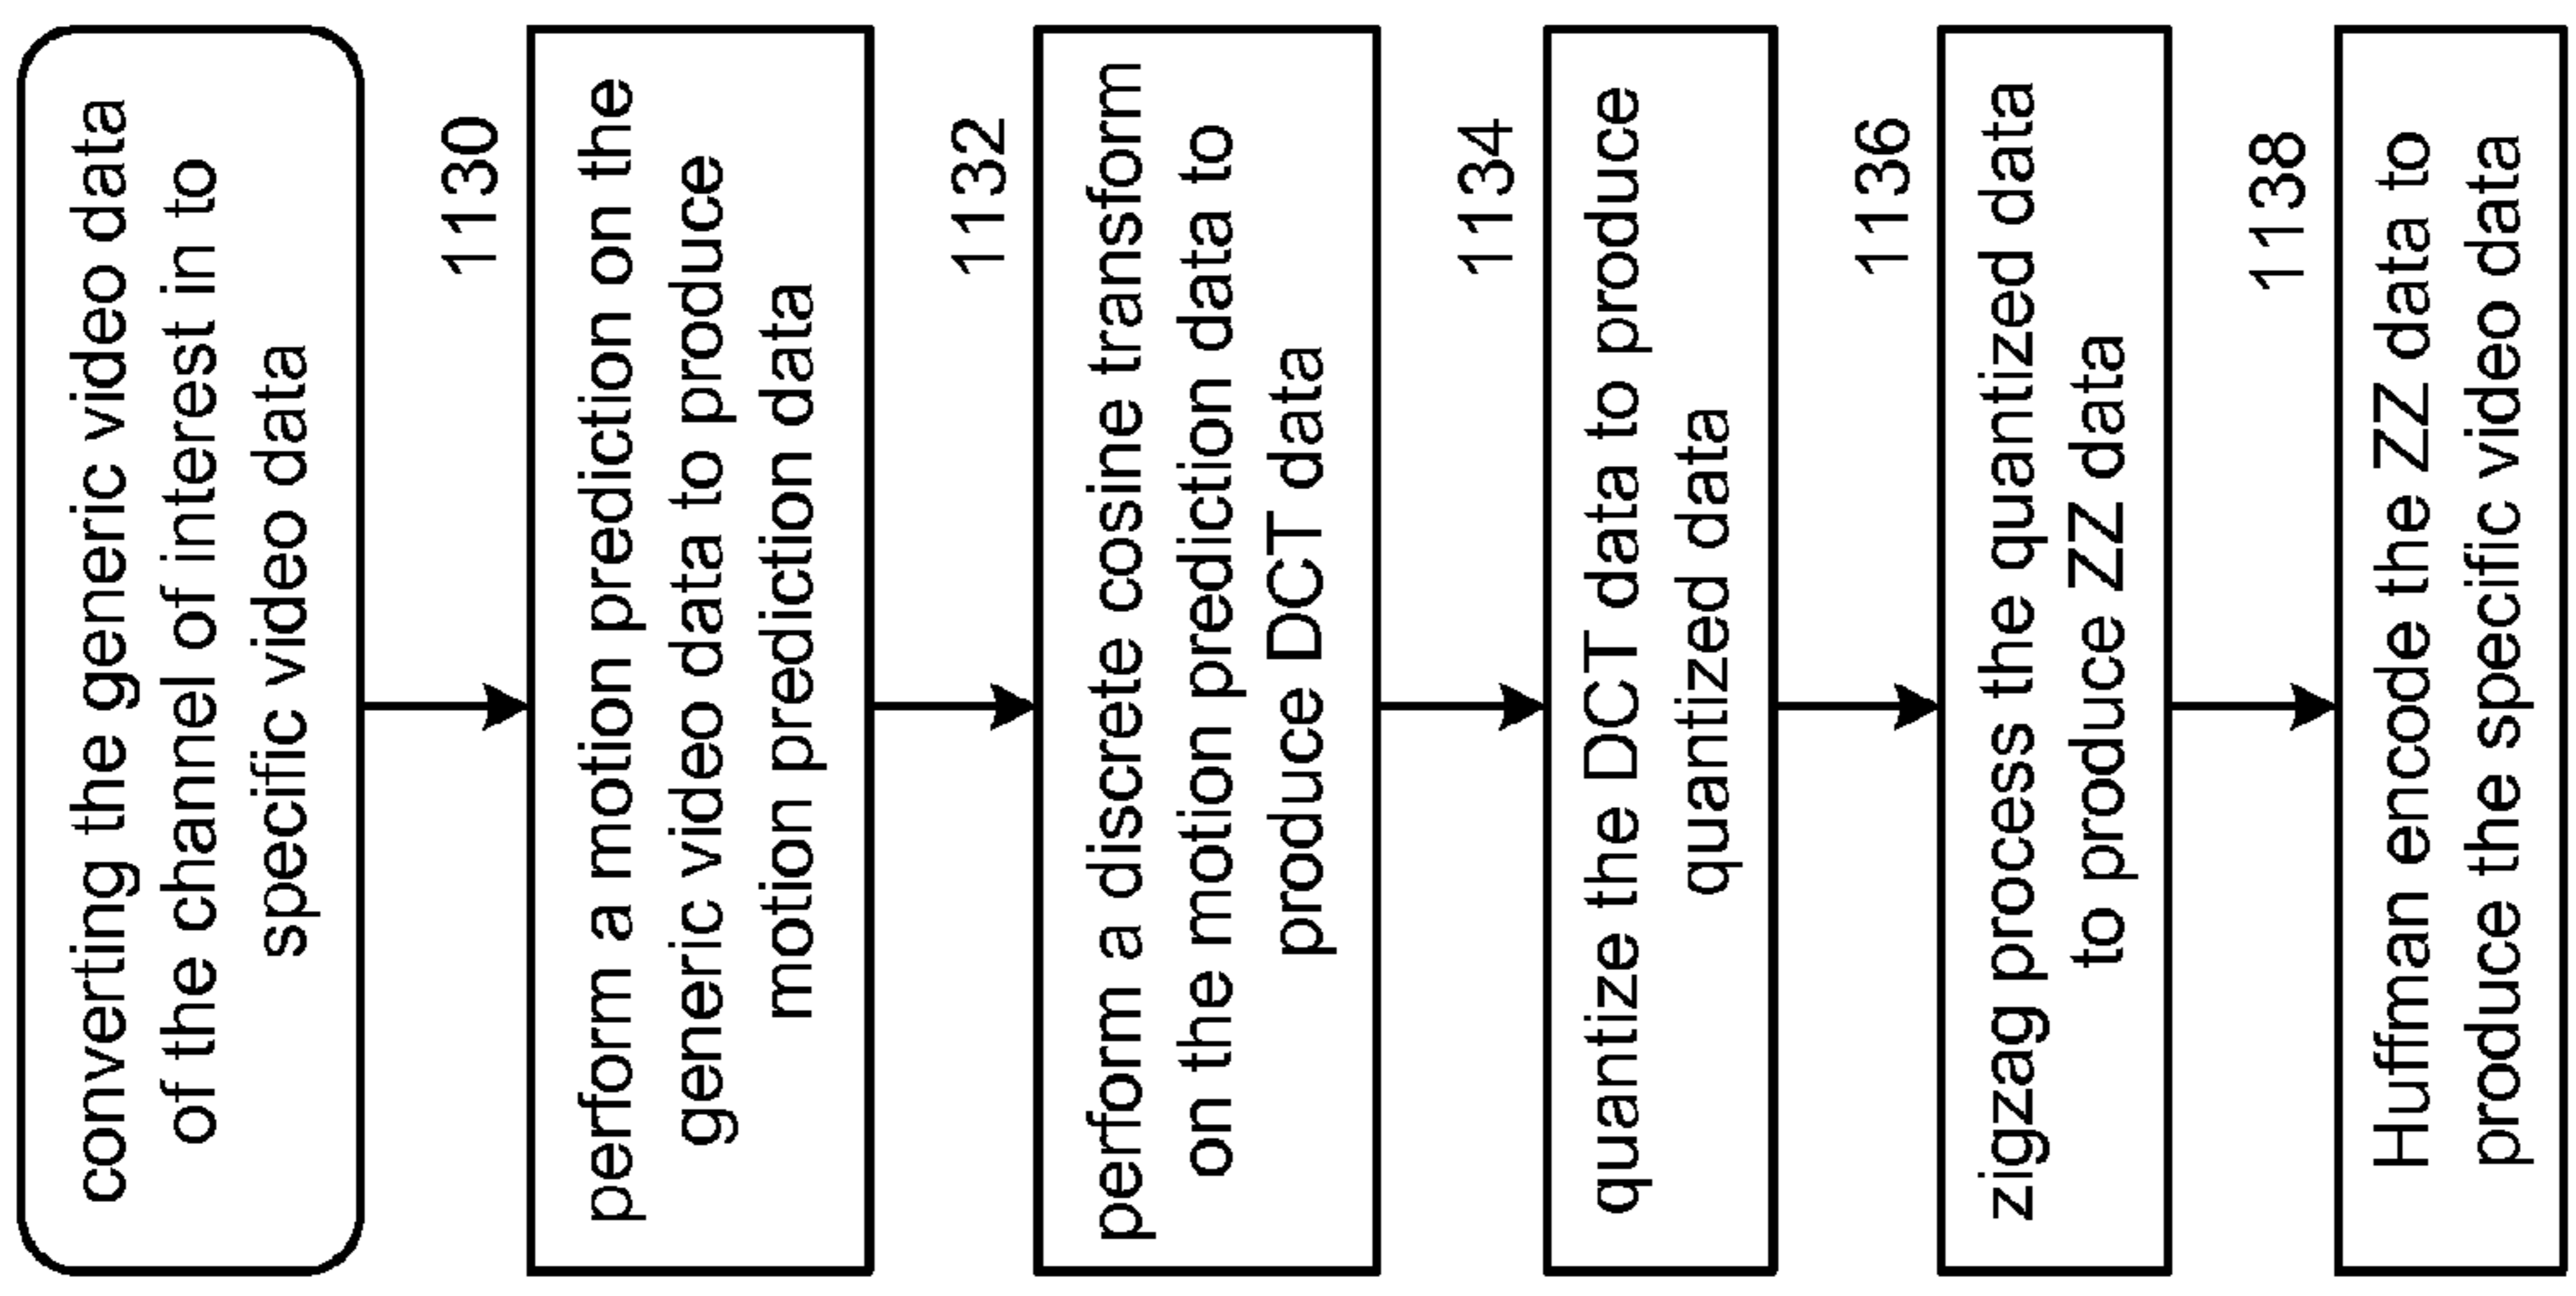 converting the generic video data
of the channel of interest in to
specific video data
1130
perform a motion prediction on the
generic video data to produce
motion prediction data
1132
perform a discrete cosine transform
on the motion prediction data to
produce DCT data
1134
quantize the DCT data to produce
quantized data
1136
zigzag process the quantized data
to produce ZZ data
1138
Huffman encode the ZZ data to
produce the specific video data